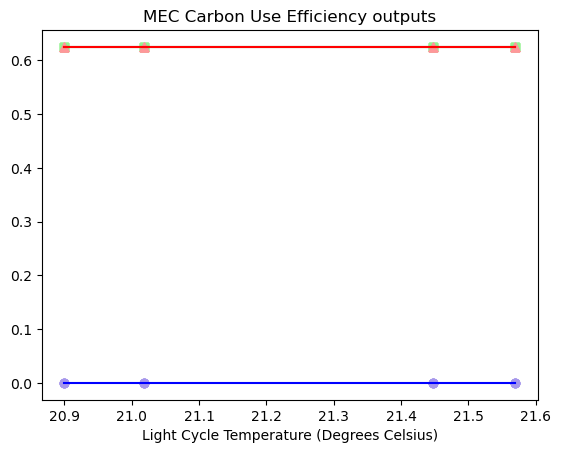 MEC Carbon Use Efficiency outputs
0.6
0.5
0.4
0.3
0.2
0.1
0.0
20.9 21.0 21.1 21.2 21.3 21.4 21.5 21.6
Light Cycle Temperature (Degrees Celsius)